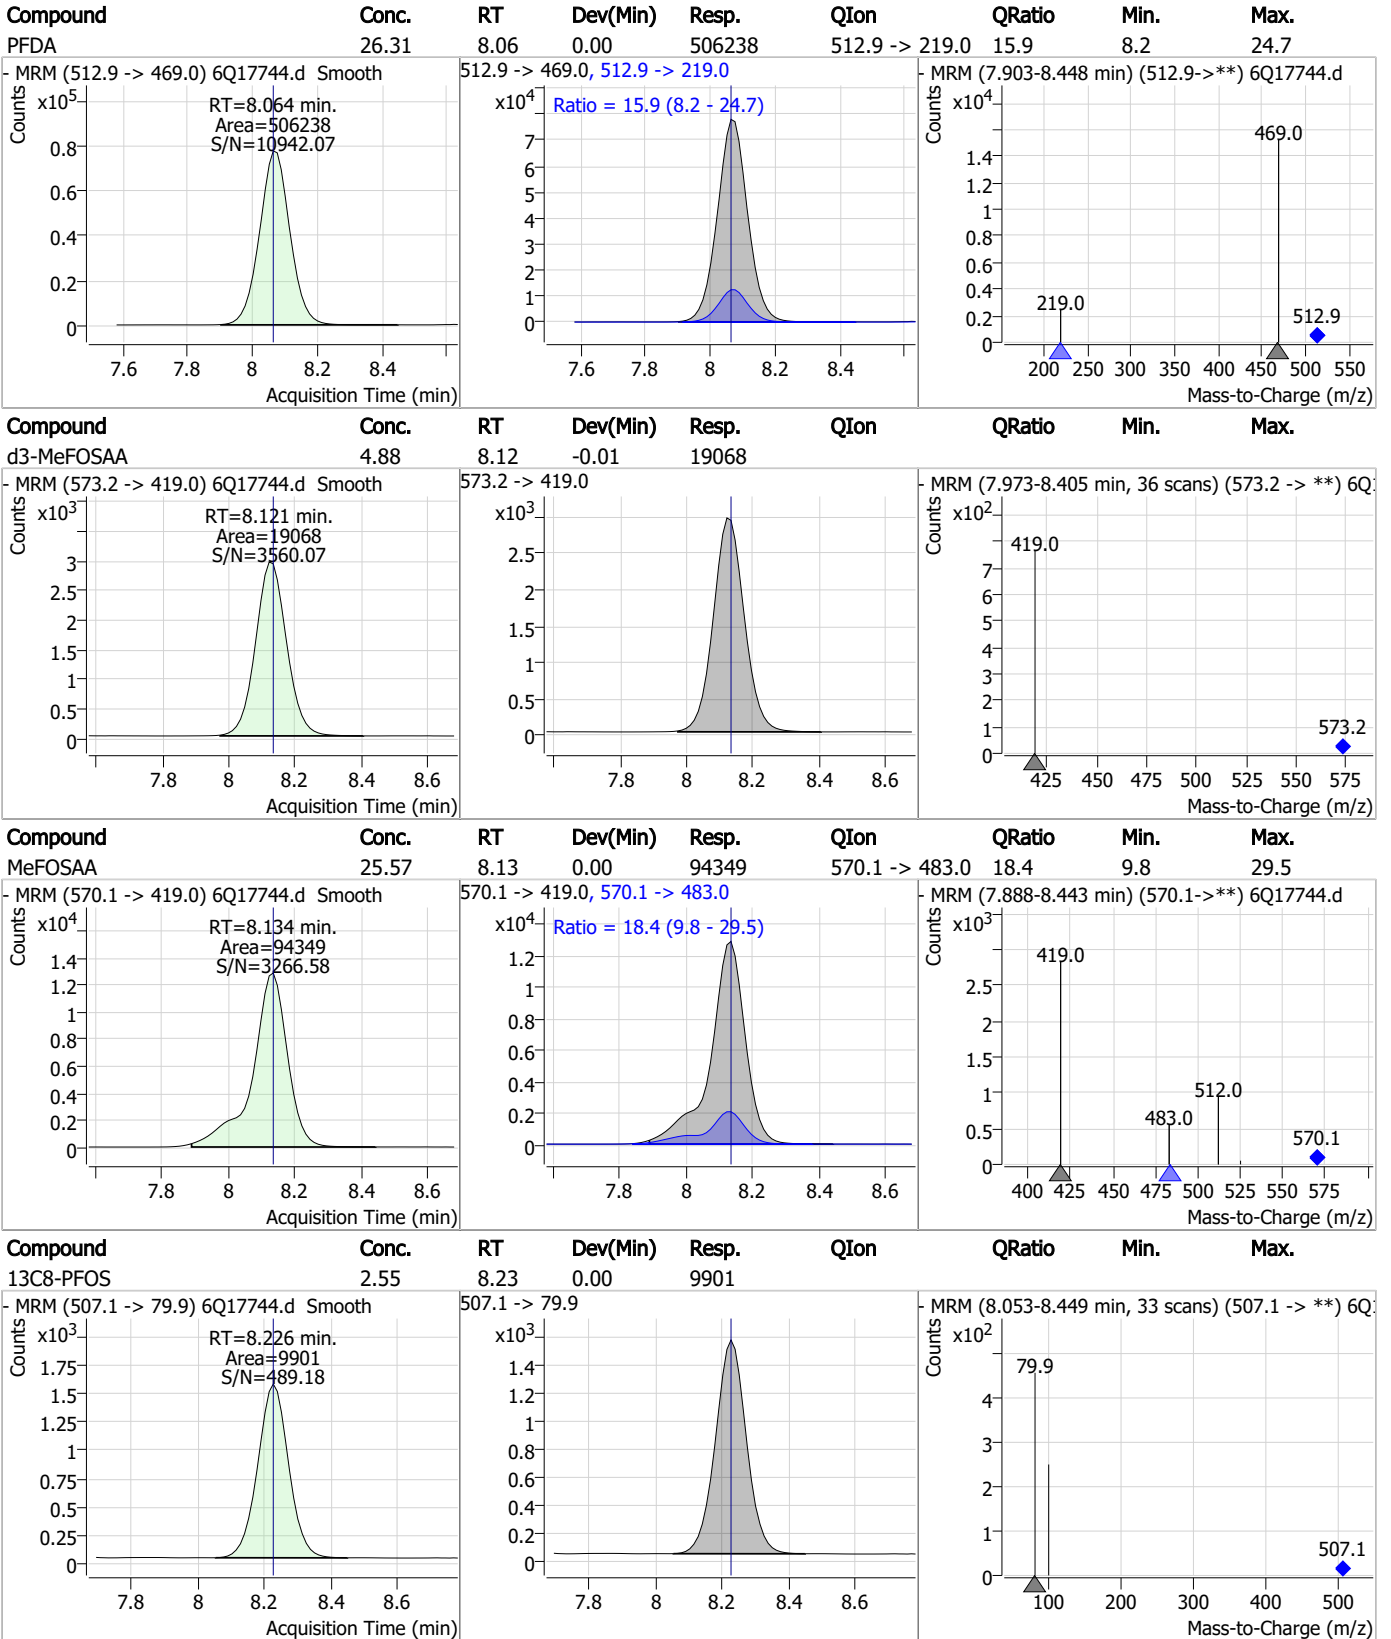 Compound Conc. RT Dev(Min) Resp. QIon QRatio Min. Max.
PFDA 26.31 8.06 0.00 506238 512.9 -> 219.0 15.9 8.2 24.7
- MRM (512.9 -> 469.0) 6Q17744.d Smooth
Counts
x10^5
RT=8.064 min.
Area=506238
S/N=10942.07
0.8
0.6
0.4
0.2
0
7.6 7.8 8 8.2 8.4
Acquisition Time (min)
512.9 -> 469.0, 512.9 -> 219.0
x10^4
Ratio = 15.9 (8.2 - 24.7)
7
6
5
4
3
2
1
0
7.6 7.8 8 8.2 8.4
- MRM (7.903-8.448 min) (512.9->**) 6Q17744.d
Counts
x10^4
469.0
1.4
1.2
1
0.8
0.6
0.4
219.0
0.2
512.9
0
200 250 300 350 400 450 500 550
Mass-to-Charge (m/z)
Compound Conc. RT Dev(Min) Resp. QIon QRatio Min. Max.
d3-MeFOSAA 4.88 8.12 -0.01 19068
- MRM (573.2 -> 419.0) 6Q17744.d Smooth
Counts
x10^3
RT=8.121 min.
Area=19068
S/N=3560.07
3
2.5
2
1.5
1
0.5
0
7.8 8 8.2 8.4 8.6
Acquisition Time (min)
573.2 -> 419.0
x10^3
2.5
2
1.5
1
0.5
0
7.8 8 8.2 8.4 8.6
- MRM (7.973-8.405 min, 36 scans) (573.2 -> **) 6Q
Counts
x10^2
419.0
7
6
5
4
3
2
1
573.2
0
425 450 475 500 525 550 575
Mass-to-Charge (m/z)
Compound Conc. RT Dev(Min) Resp. QIon QRatio Min. Max.
MeFOSAA 25.57 8.13 0.00 94349 570.1 -> 483.0 18.4 9.8 29.5
- MRM (570.1 -> 419.0) 6Q17744.d Smooth
Counts
x10^4
RT=8.134 min.
Area=94349
S/N=3266.58
1.4
1.2
1
0.8
0.6
0.4
0.2
0
7.8 8 8.2 8.4 8.6
Acquisition Time (min)
570.1 -> 419.0, 570.1 -> 483.0
x10^4
Ratio = 18.4 (9.8 - 29.5)
1.2
1
0.8
0.6
0.4
0.2
0
7.8 8 8.2 8.4 8.6
- MRM (7.888-8.443 min) (570.1->**) 6Q17744.d
Counts
x10^3
419.0
2.5
2
1.5
1
512.0
483.0
0.5
570.1
0
400 425 450 475 500 525 550 575
Mass-to-Charge (m/z)
Compound Conc. RT Dev(Min) Resp. QIon QRatio Min. Max.
13C8-PFOS 2.55 8.23 0.00 9901
- MRM (507.1 -> 79.9) 6Q17744.d Smooth
Counts
x10^3
RT=8.226 min.
Area=9901
S/N=489.18
1.75
1.5
1.25
1
0.75
0.5
0.25
0
7.8 8 8.2 8.4 8.6
Acquisition Time (min)
507.1 -> 79.9
x10^3
1.4
1.2
1
0.8
0.6
0.4
0.2
0
7.8 8 8.2 8.4 8.6
- MRM (8.053-8.449 min, 33 scans) (507.1 -> **) 6Q
Counts
x10^2
79.9
4
3
2
1
507.1
0
100 200 300 400 500
Mass-to-Charge (m/z)